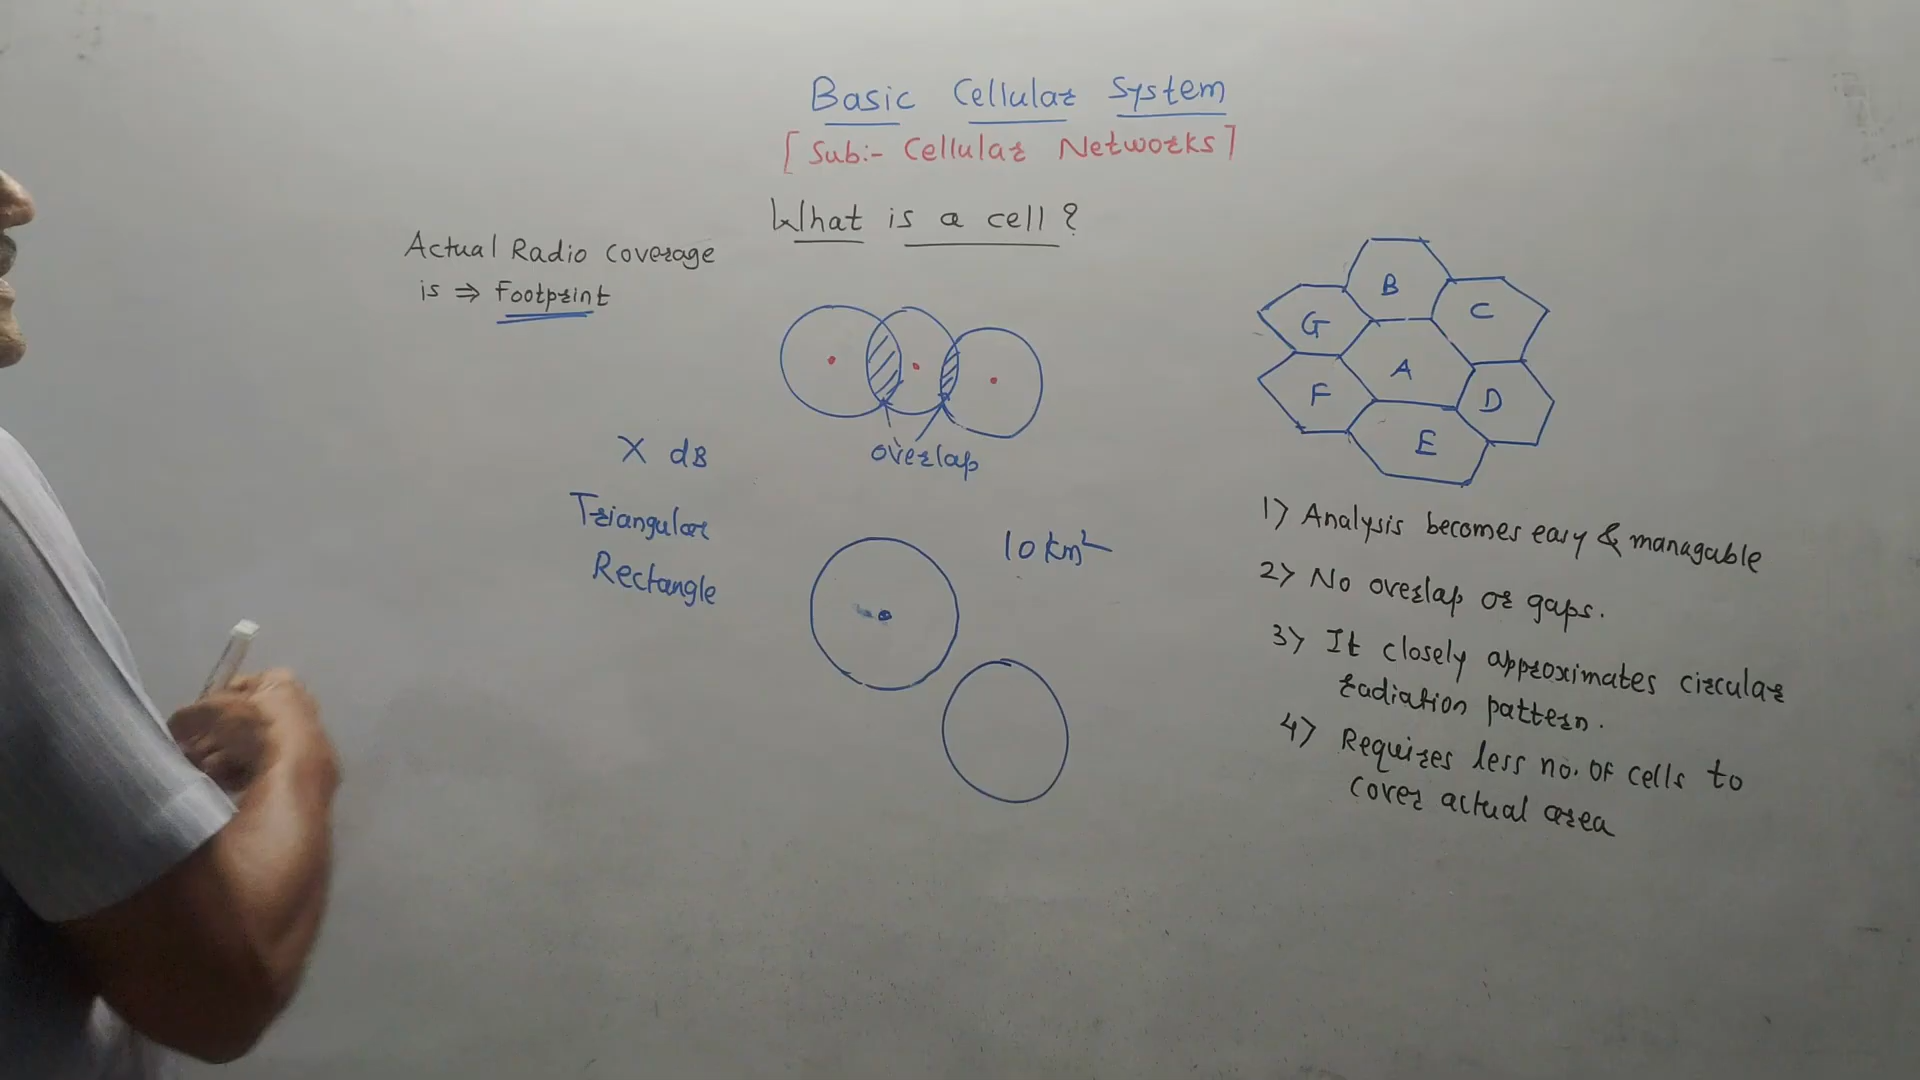 Basic Cellular System
[Sub:- Cellular Networks]
What is a cell?
Actual Radio coverage
is ⇒ Footprint
overlap
X dB
Triangular
Rectangle
10 km²
B
G
C
A
F
D
E
1) Analysis becomes easy & managable
2) No overlap or gaps.
3) It closely approximates circular
radiation pattern.
4) Requires less no. of cells to
cover actual area